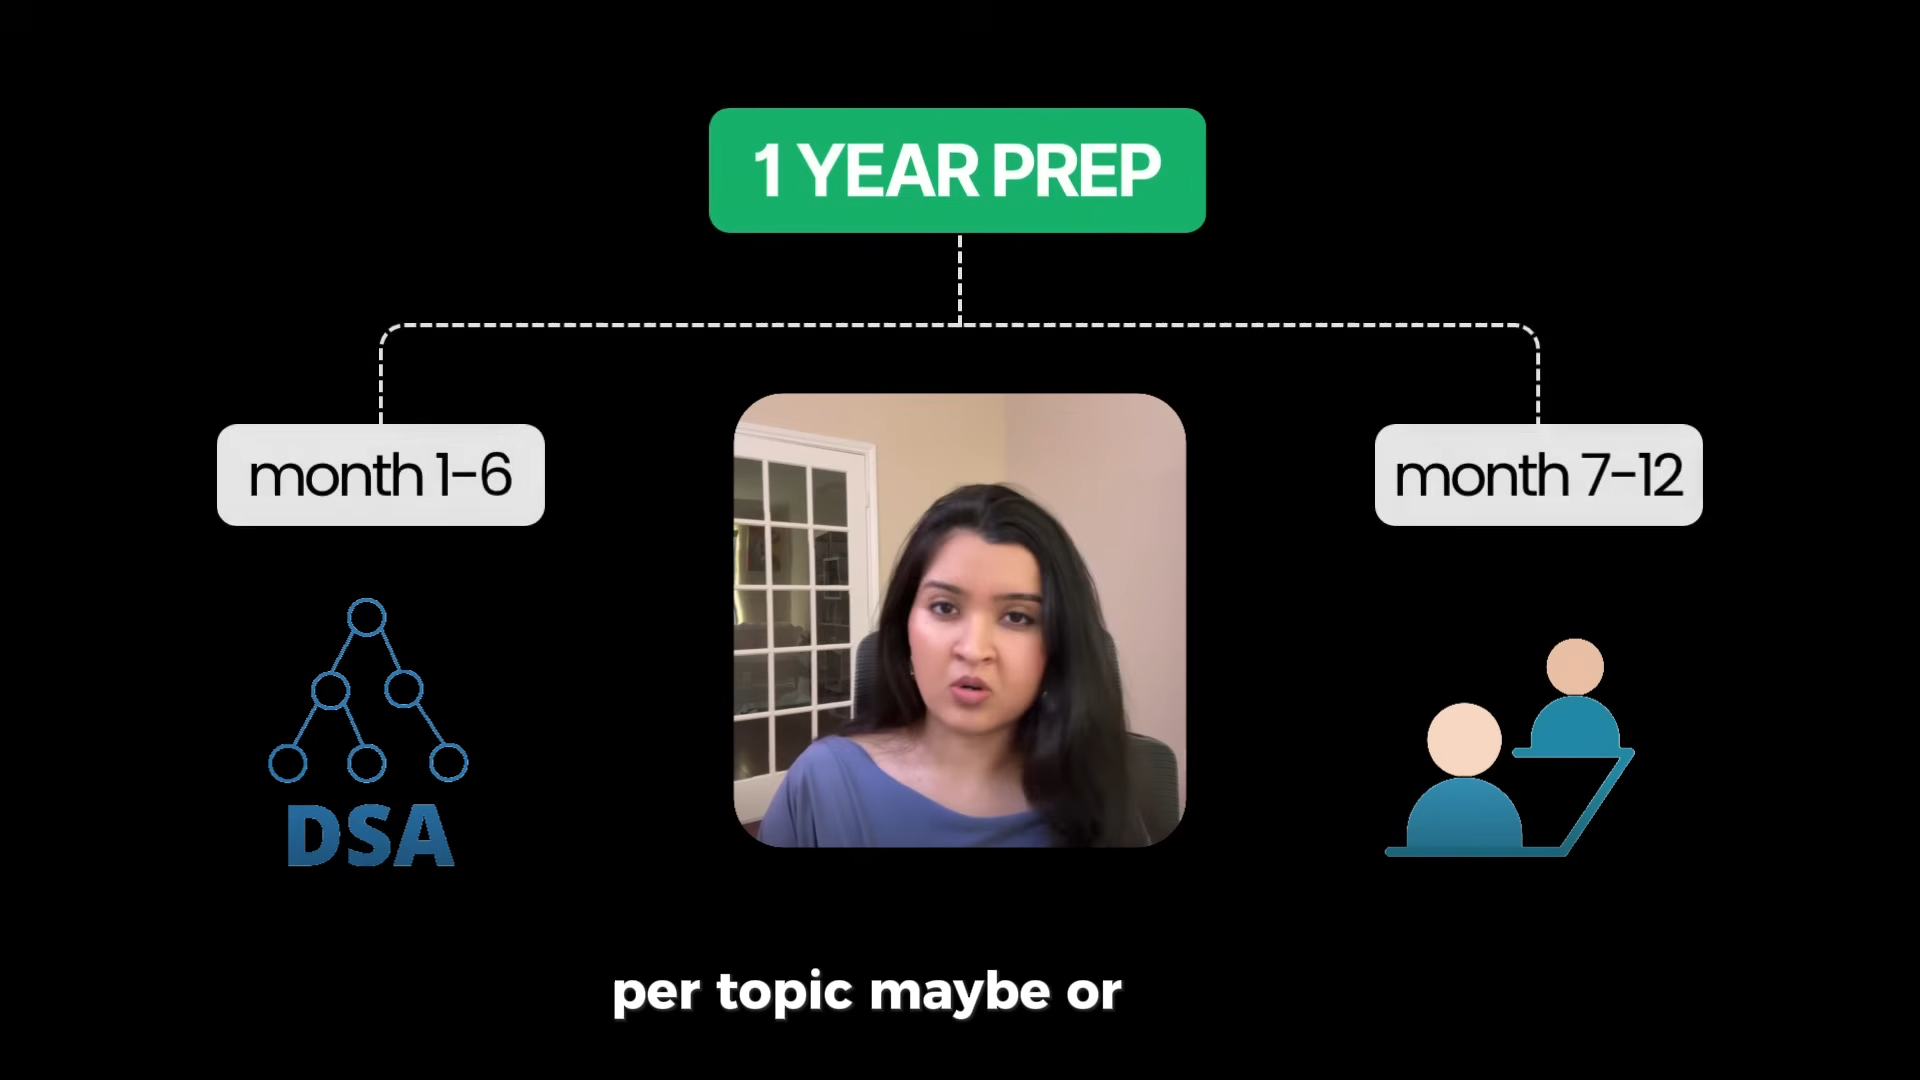 1 YEAR PREP
month 1-6
month 7-12
DSA
per topic maybe or